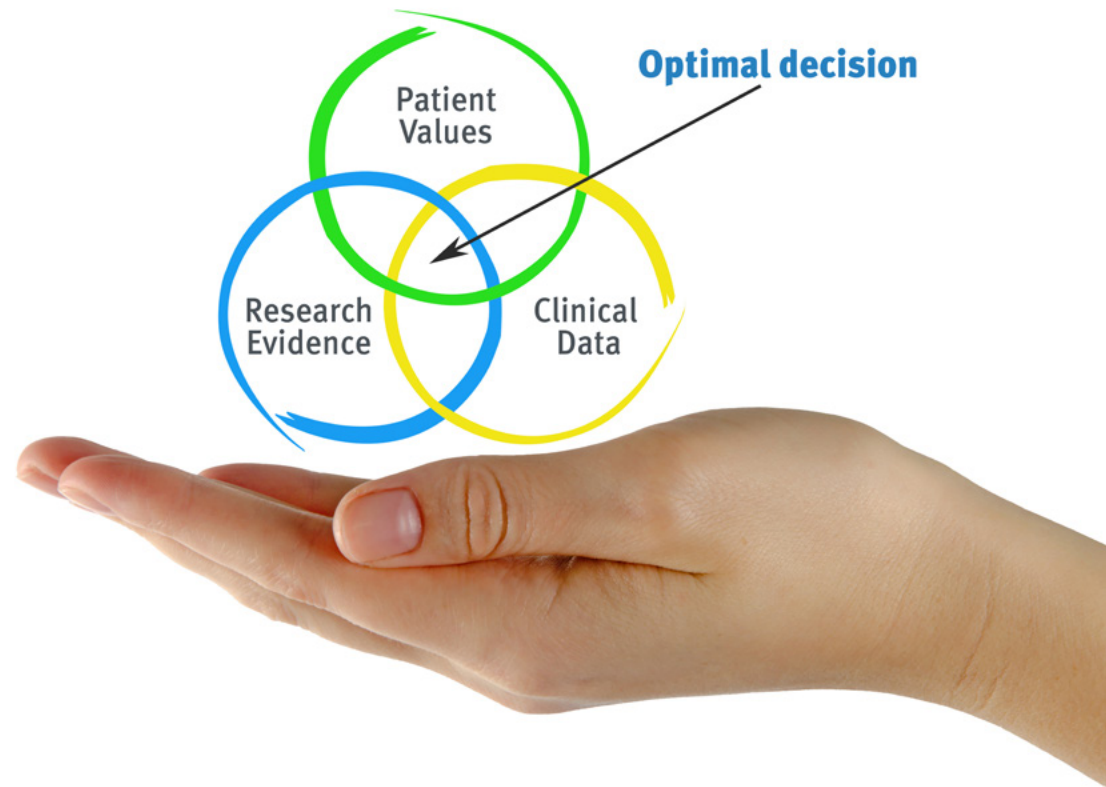 Optimal decision
Patient
Values
Research
Evidence
Clinical
Data